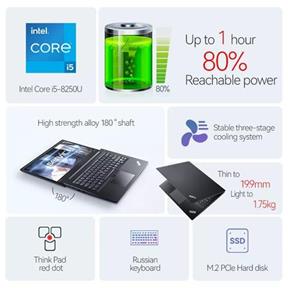 intel
CORE
i5
Intel Core i5-8250U
80%
Up to 1 hour
80%
Reachable power
High strength alloy 180°shaft
180°
Stable three-stage
cooling system
Thin to
19.9mm
Light to
1.75kg
Think Pad
red dot
Russian
keyboard
SSD
M.2 PCIe Hard disk